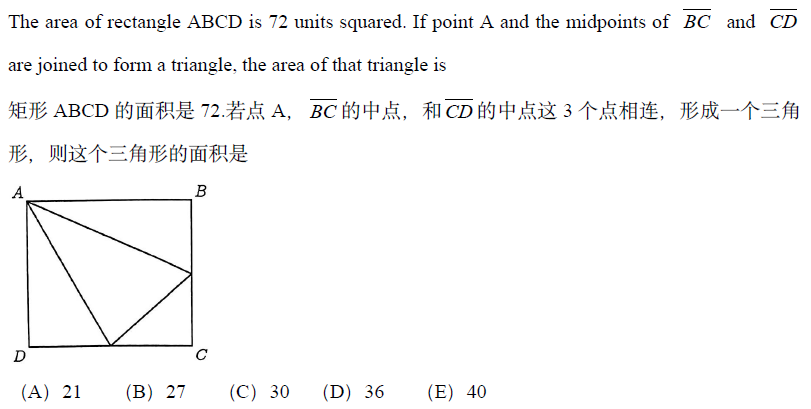 The area of rectangle ABCD is 72 units squared. If point A and the midpoints of BC and CD
are joined to form a triangle, the area of that triangle is
矩形 ABCD 的面积是 72.若点 A， BC 的中点，和 CD 的中点这 3 个点相连，形成一个三角
形，则这个三角形的面积是
A B
D C
（A）21 （B）27 （C）30 （D）36 （E）40